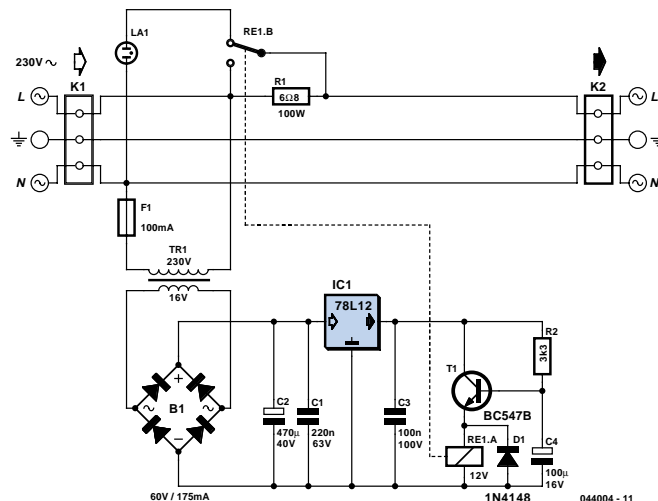 LA1
RE1.B
230V ~
K1
K2
R1
6Ω8
100W
L
L
N
N
F1
100mA
TR1
230V
16V
IC1
78L12
R2
3k3
T1
BC547B
B1
C2
470µ
40V
C1
220n
63V
C3
100n
100V
RE1.A
12V
D1
C4
100µ
16V
60V / 175mA
1N4148
044004 - 11